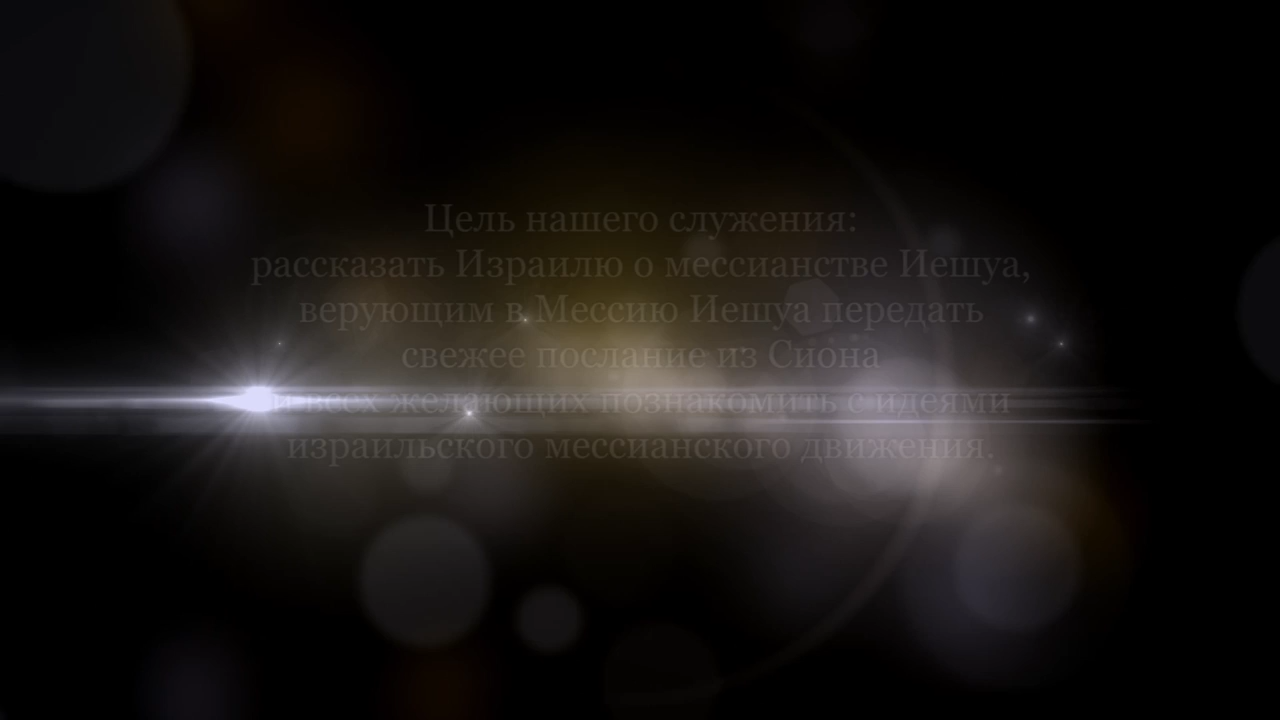 Цель нашего служения:
рассказать Израилю о мессианстве Иешуа,
верующим в Мессию Иешуа передать
свежее послание из Сиона
и всех желающих познакомить с идеями
израильского мессианского движения.